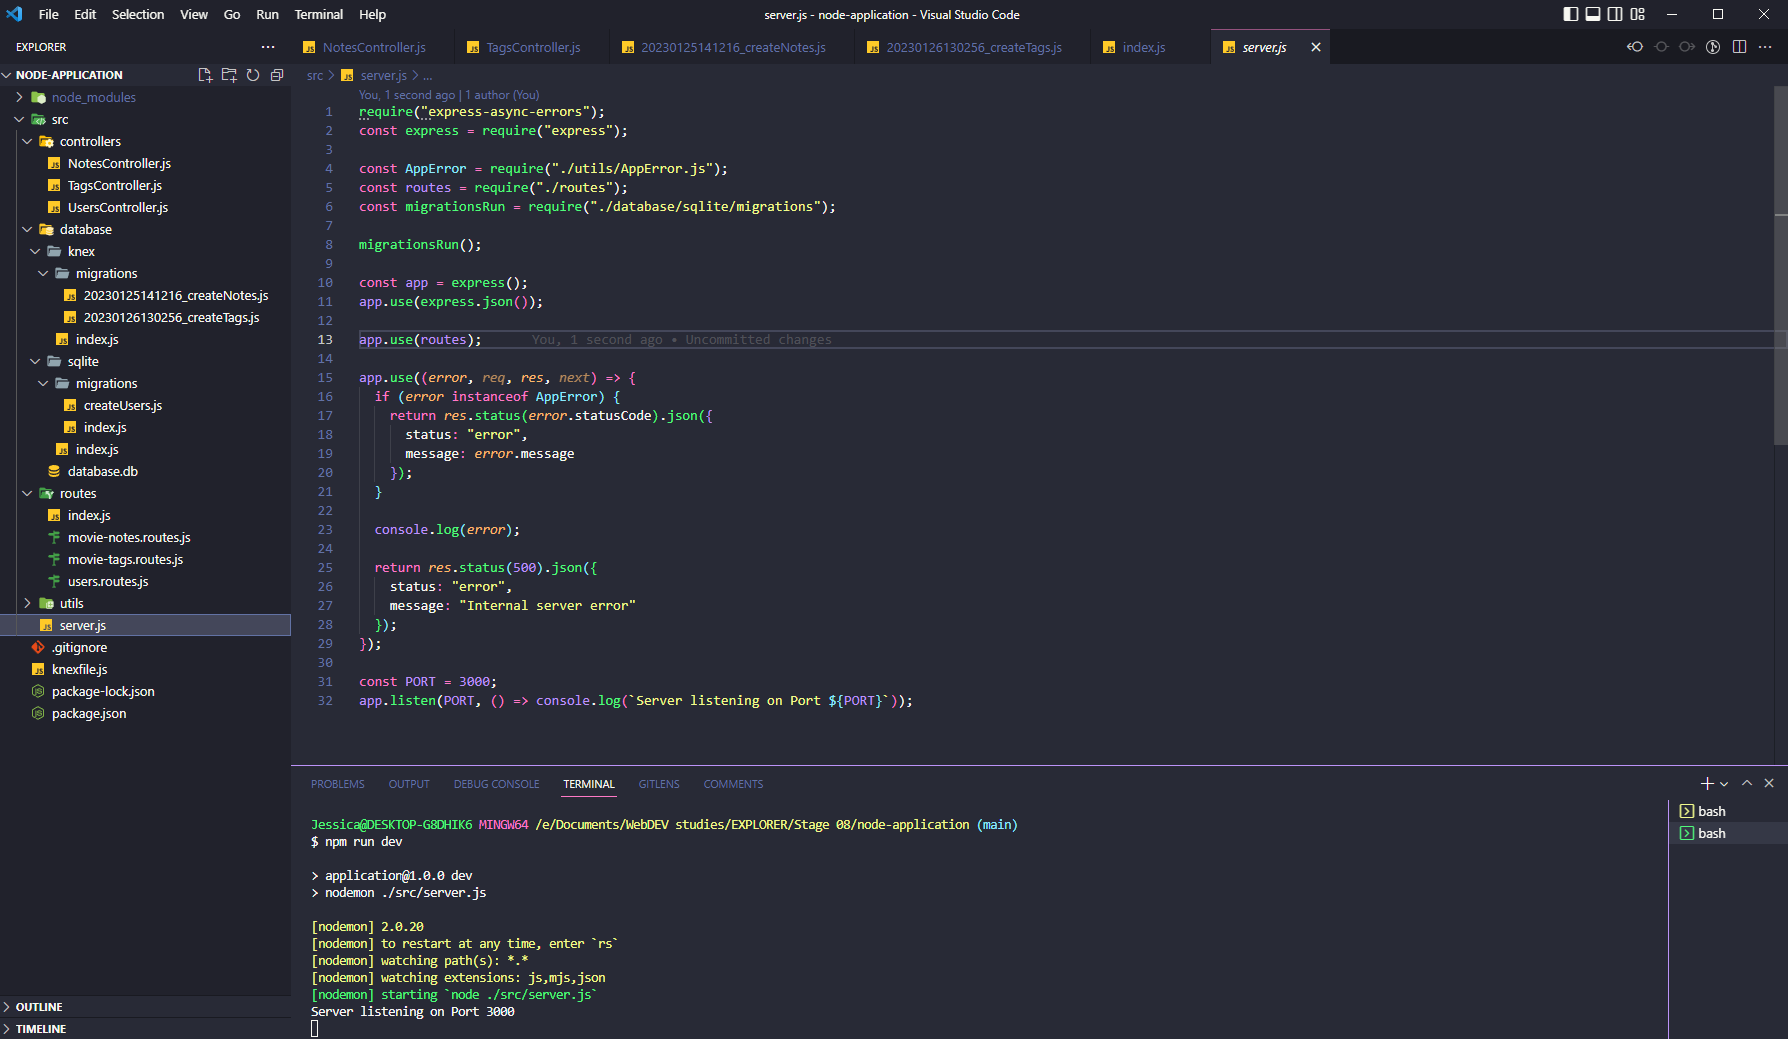 File Edit Selection View Go Run Terminal Help
server.js - node-application - Visual Studio Code
EXPLORER
NODE-APPLICATION
node_modules
src
controllers
NotesController.js
TagsController.js
UsersController.js
database
knex
migrations
20230125141216_createNotes.js
20230126130256_createTags.js
index.js
sqlite
migrations
createUsers.js
index.js
index.js
database.db
routes
index.js
movie-notes.routes.js
movie-tags.routes.js
users.routes.js
utils
server.js
.gitignore
knexfile.js
package-lock.json
package.json
OUTLINE
TIMELINE
NotesController.js TagsController.js 20230125141216_createNotes.js 20230126130256_createTags.js index.js server.js
src > server.js > ...
You, 1 second ago | 1 author (You)
1 require("express-async-errors");
2 const express = require("express");
3
4 const AppError = require("./utils/AppError.js");
5 const routes = require("./routes");
6 const migrationsRun = require("./database/sqlite/migrations");
7
8 migrationsRun();
9
10 const app = express();
11 app.use(express.json());
12
13 app.use(routes); You, 1 second ago • Uncommitted changes
14
15 app.use((error, req, res, next) => {
16 if (error instanceof AppError) {
17 return res.status(error.statusCode).json({
18 status: "error",
19 message: error.message
20 });
21 }
22
23 console.log(error);
24
25 return res.status(500).json({
26 status: "error",
27 message: "Internal server error"
28 });
29 });
30
31 const PORT = 3000;
32 app.listen(PORT, () => console.log(`Server listening on Port ${PORT}`));
PROBLEMS OUTPUT DEBUG CONSOLE TERMINAL GITLENS COMMENTS
Jessica@DESKTOP-G8DHIK6 MINGW64 /e/Documents/WebDEV studies/EXPLORER/Stage 08/node-application (main)
$ npm run dev
> application@1.0.0 dev
> nodemon ./src/server.js
[nodemon] 2.0.20
[nodemon] to restart at any time, enter `rs`
[nodemon] watching path(s): *.*
[nodemon] watching extensions: js,mjs,json
[nodemon] starting `node ./src/server.js`
Server listening on Port 3000
bash
bash